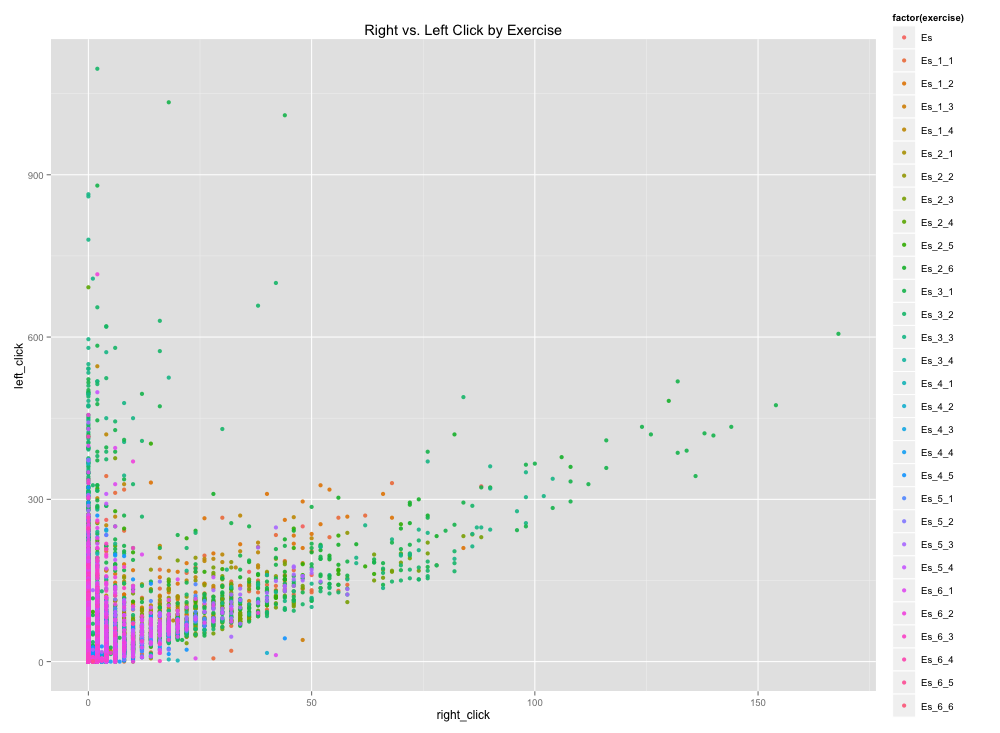 Right vs. Left Click by Exercise
factor(exercise)
Es
Es_1_1
Es_1_2
Es_1_3
Es_1_4
Es_2_1
Es_2_2
Es_2_3
Es_2_4
Es_2_5
Es_2_6
Es_3_1
Es_3_2
Es_3_3
Es_3_4
Es_4_1
Es_4_2
Es_4_3
Es_4_4
Es_4_5
Es_5_1
Es_5_2
Es_5_3
Es_5_4
Es_6_1
Es_6_2
Es_6_3
Es_6_4
Es_6_5
Es_6_6
left_click
900
600
300
0
0 50 100 150
right_click